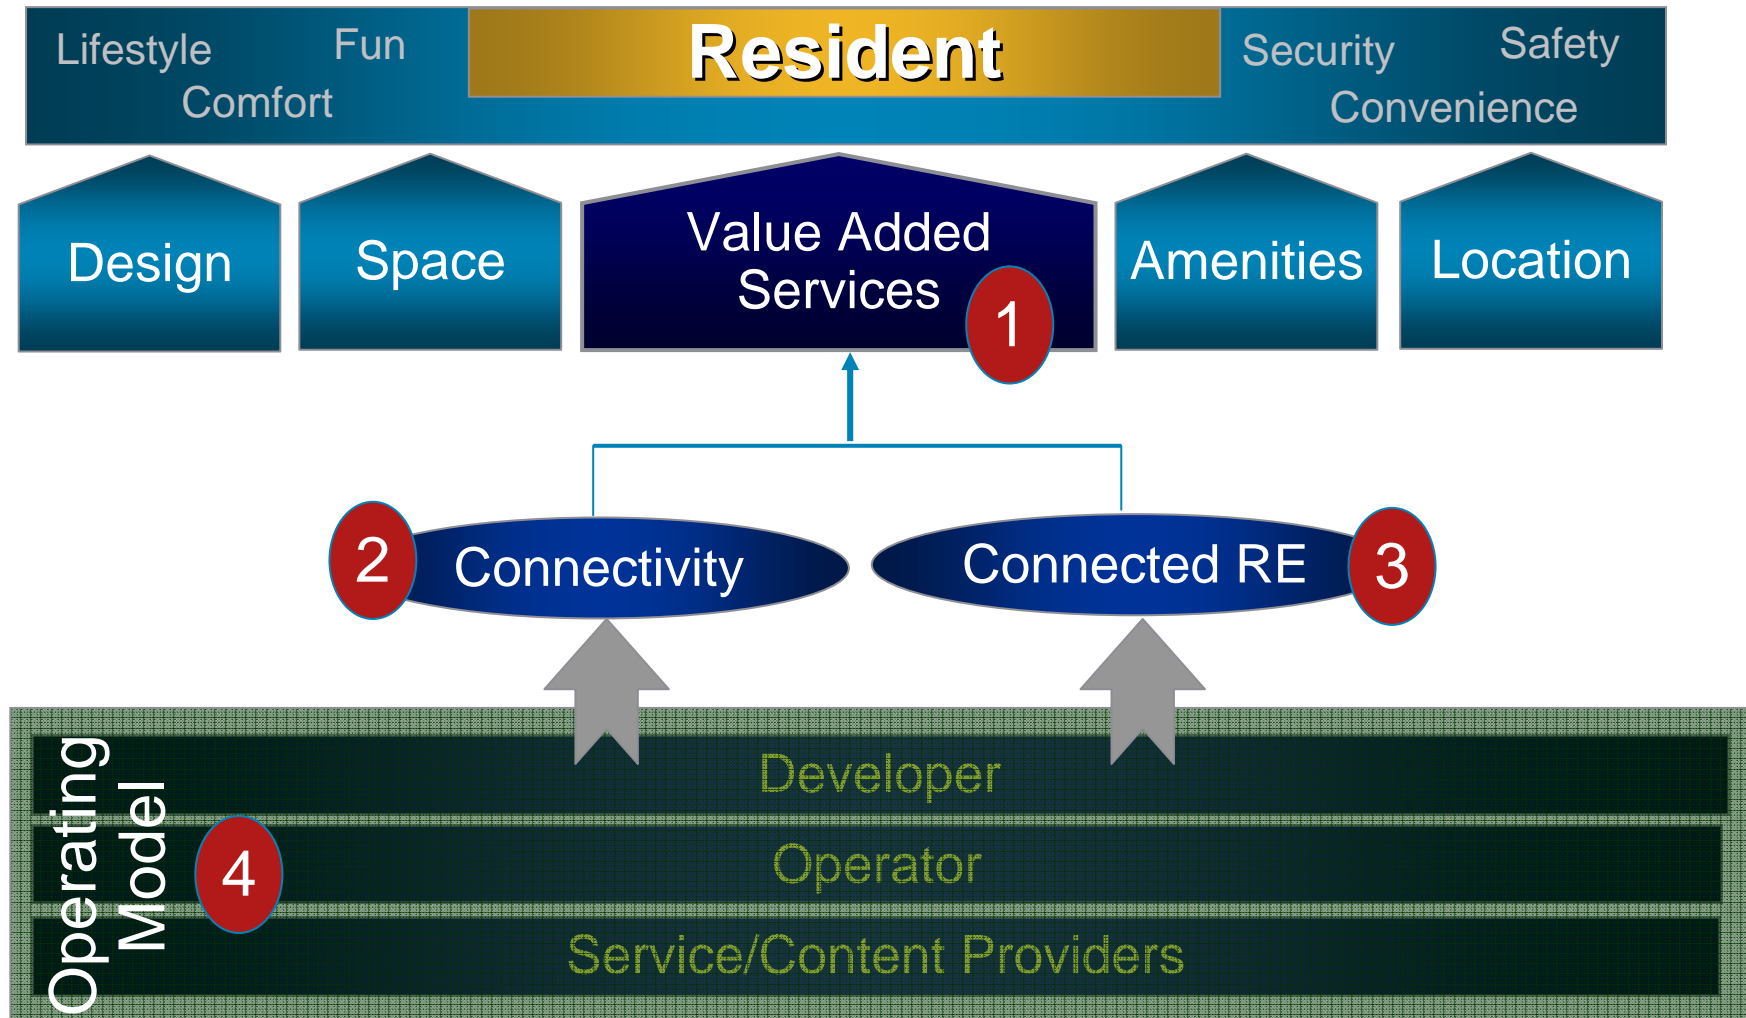 Lifestyle
Fun
Comfort
Resident
Security
Safety
Convenience
Design
Space
Value Added
Services
1
Amenities
Location
2
Connectivity
Connected RE
3
Operating
Model
4
Developer
Operator
Service/Content Providers